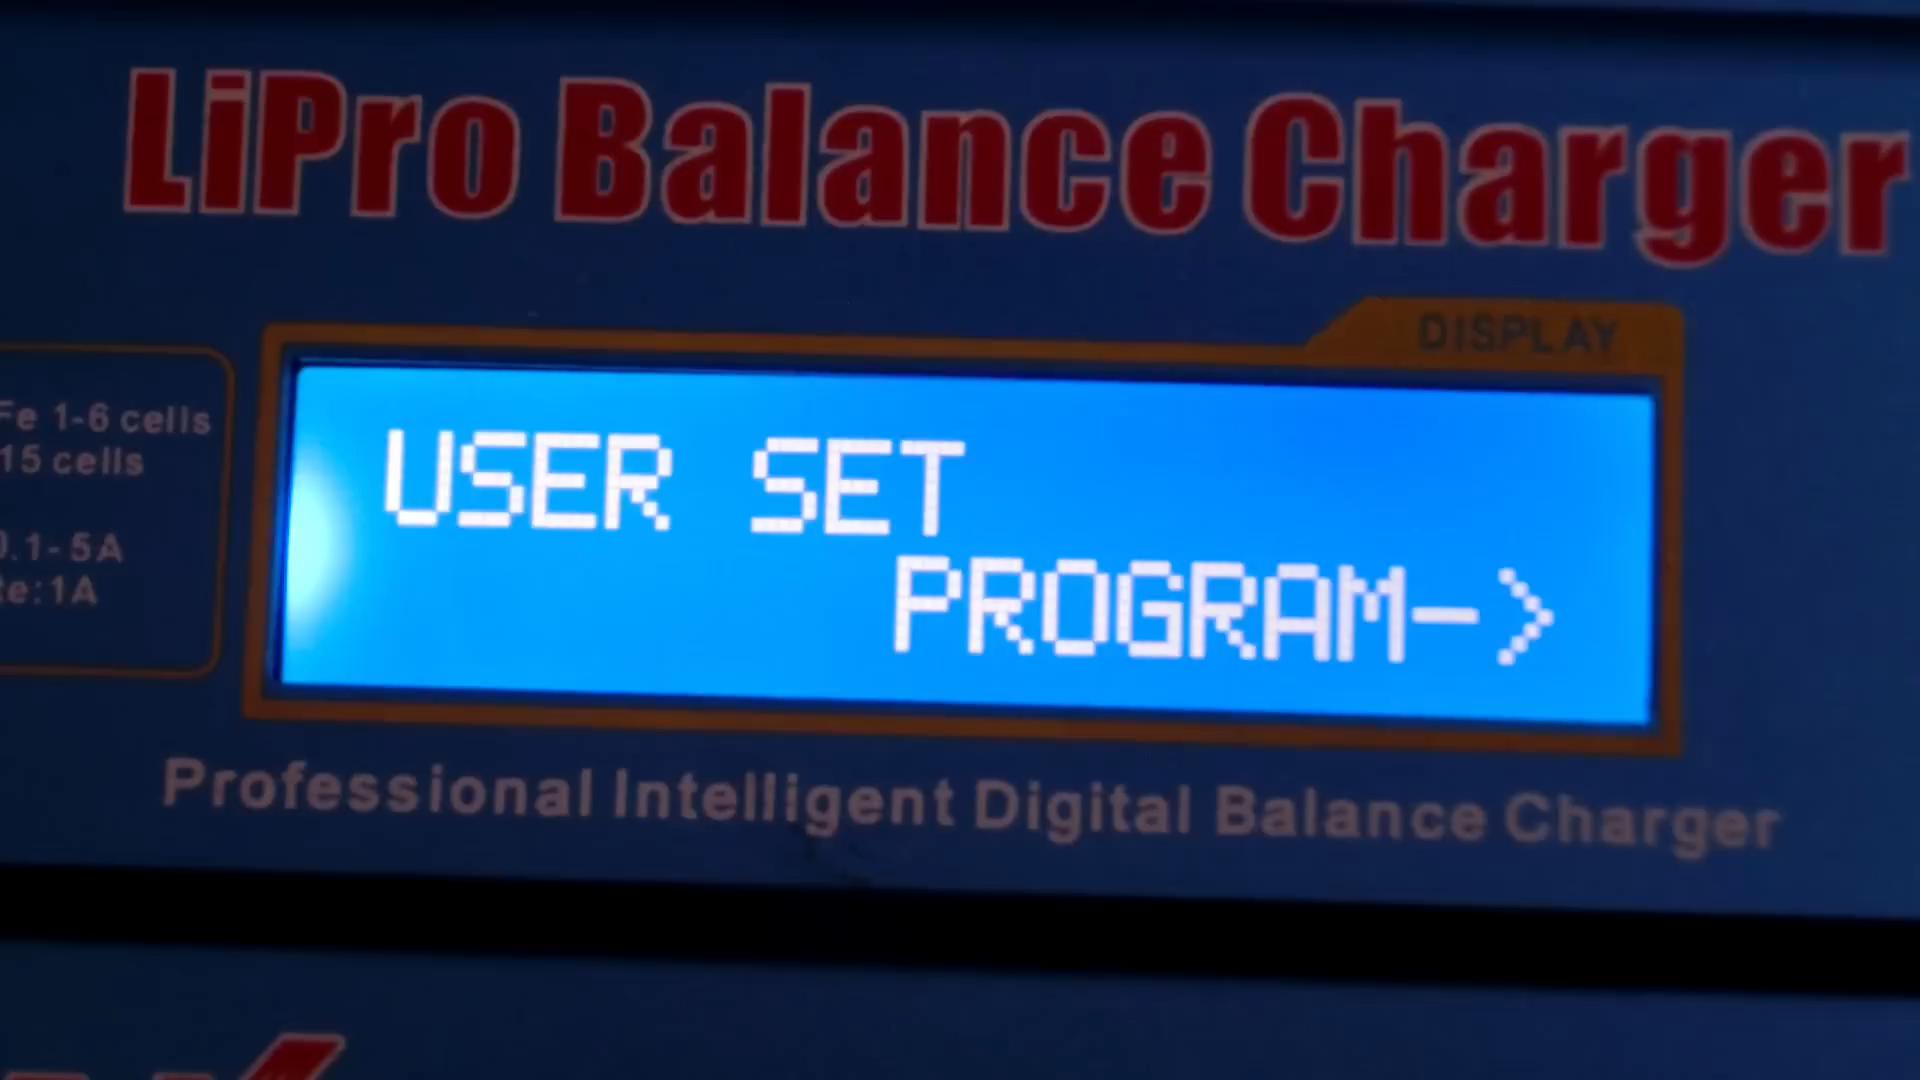 LiPro Balance Charger
DISPLAY
Fe 1-6 cells
15 cells
0.1-5A
te:1A
USER SET
PROGRAM->
Professional Intelligent Digital Balance Charger